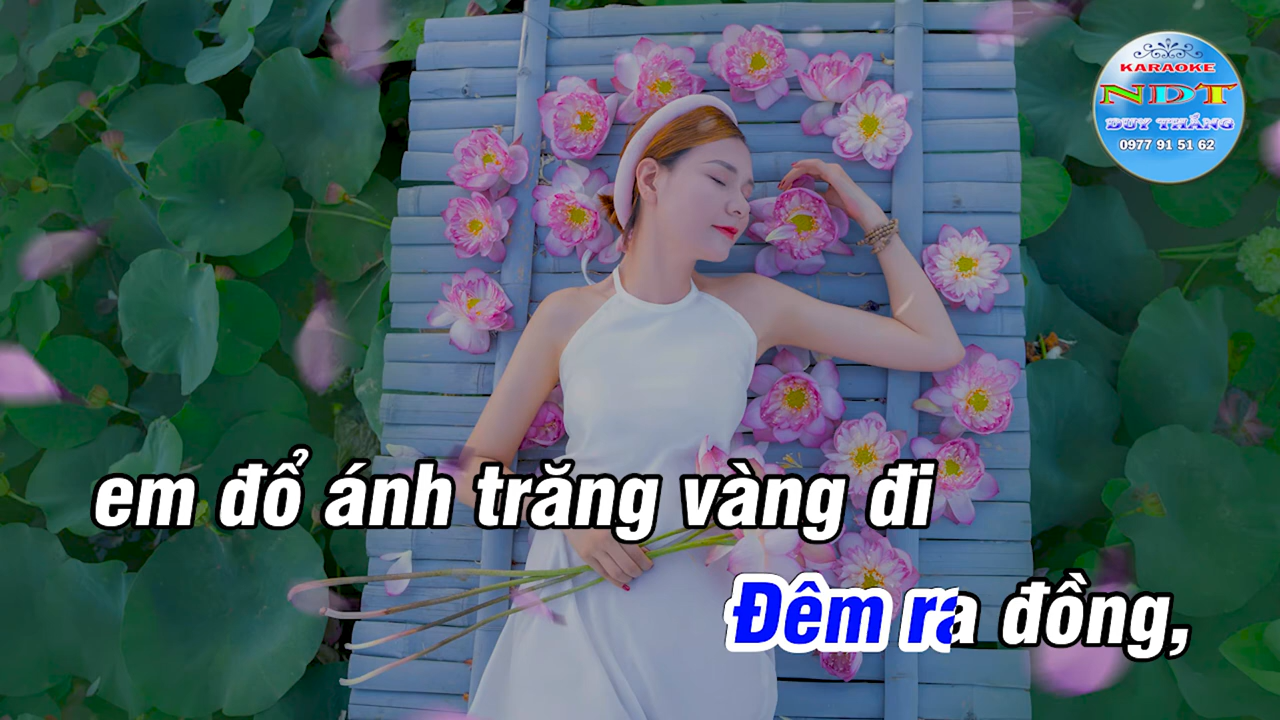 KARAOKE
NDT
DUY THẮNG
0977 91 51 62
em đổ ánh trăng vàng đi
Đêm ra đồng,